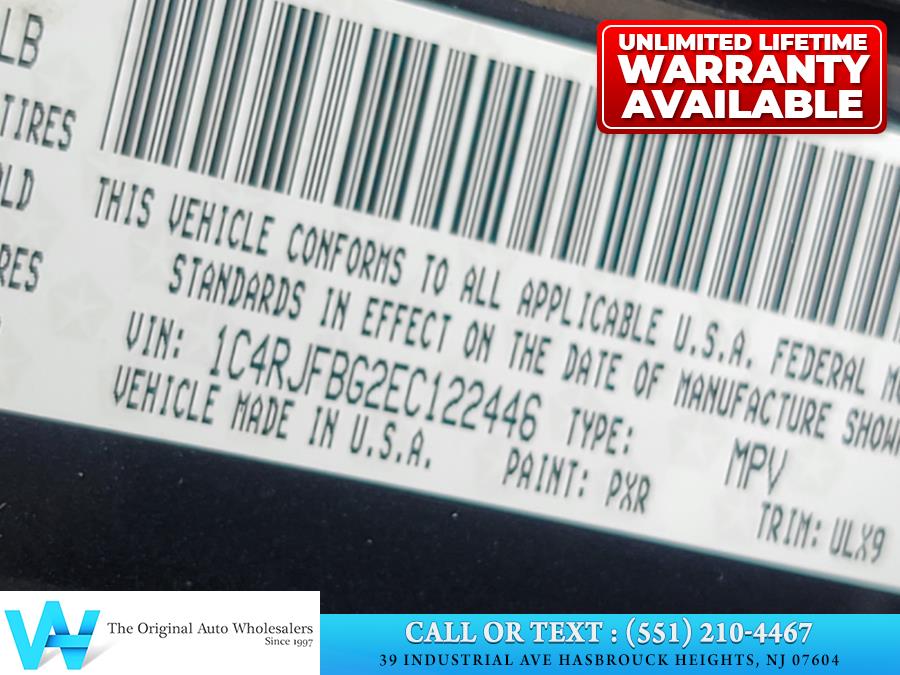 UNLIMITED LIFETIME
WARRANTY
AVAILABLE
LB
TIRES
THIS VEHICLE CONFORMS TO ALL APPLICABLE U.S.A. FEDERAL
STANDARDS IN EFFECT ON THE DATE OF MANUFACTURE
VIN: 1C4RJFBG2EC122446 TYPE: MPV
VEHICLE MADE IN U.S.A. PAINT: PXR TRIM: ULX9
The Original Auto Wholesalers
Since 1997
CALL OR TEXT : (551) 210-4467
39 INDUSTRIAL AVE HASBROUCK HEIGHTS, NJ 07604